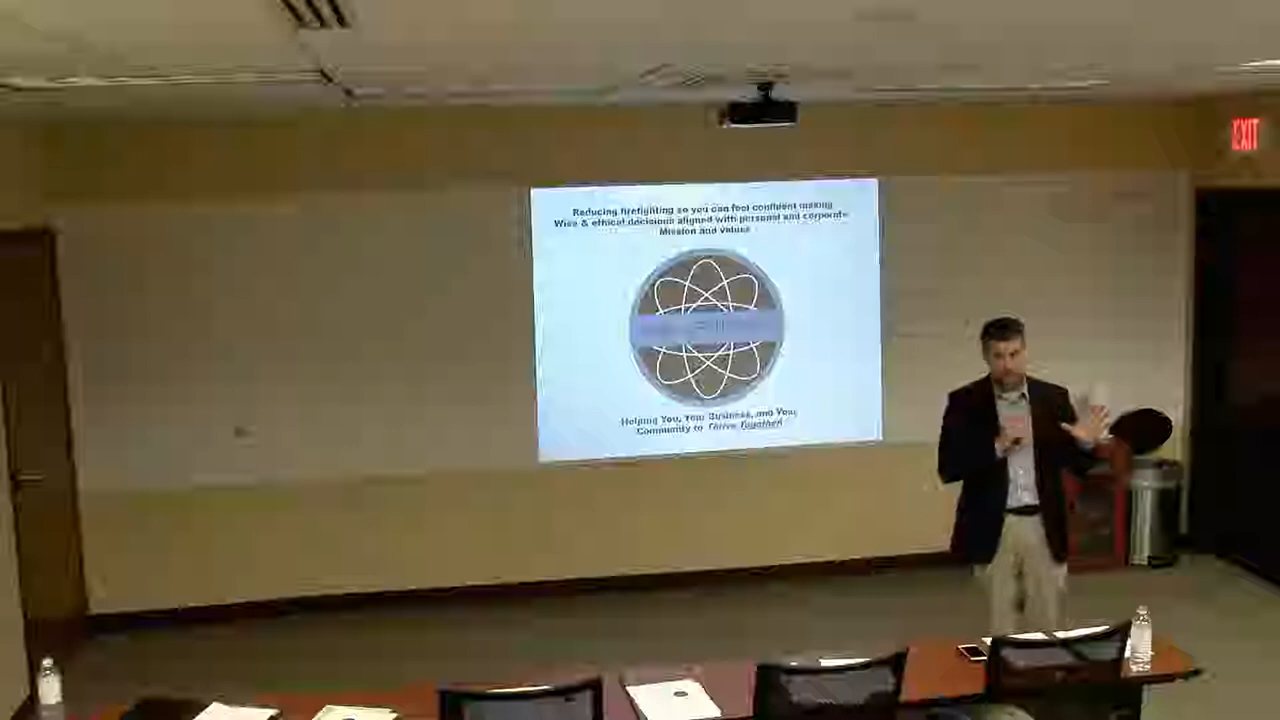 Reducing firefighting so you can feel confident making
Wise & ethical decisions aligned with personal and corporate
Mission and values
Helping You, Your Business, and Your
Community to Thrive Together!
EXIT